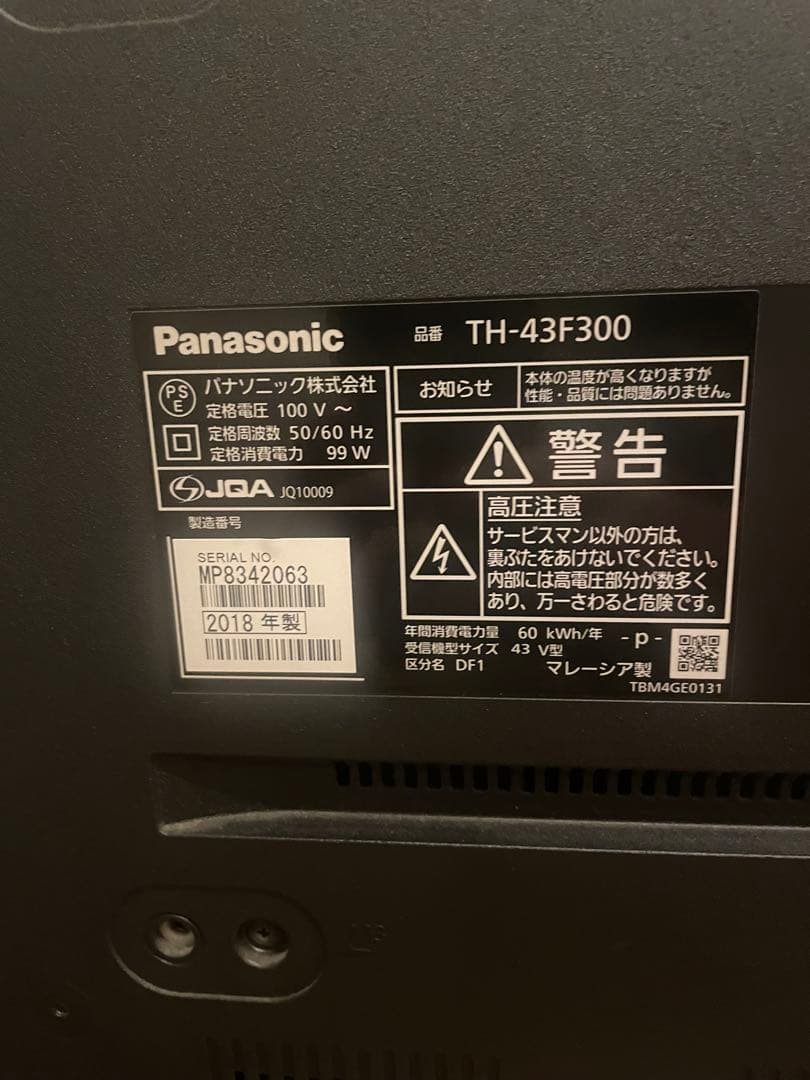 Panasonic 品番 TH-43F300
PS
E
パナソニック株式会社
定格電圧 100 V ～
定格周波数 50/60 Hz
定格消費電力 99 W
JQA JQ10009
お知らせ
本体の温度が高くなりますが
性能・品質には問題ありません。
警告
高圧注意
サービスマン以外の方は、
裏ぶたをあけないでください。
内部には高電圧部分が数多く
あり、万一さわると危険です。
製造番号
SERIAL NO.
MP8342063
2018 年製
年間消費電力量 60 kWh/年 - p -
受信機型サイズ 43 V型
区分名 DF1 マレーシア製
TBM4GE0131